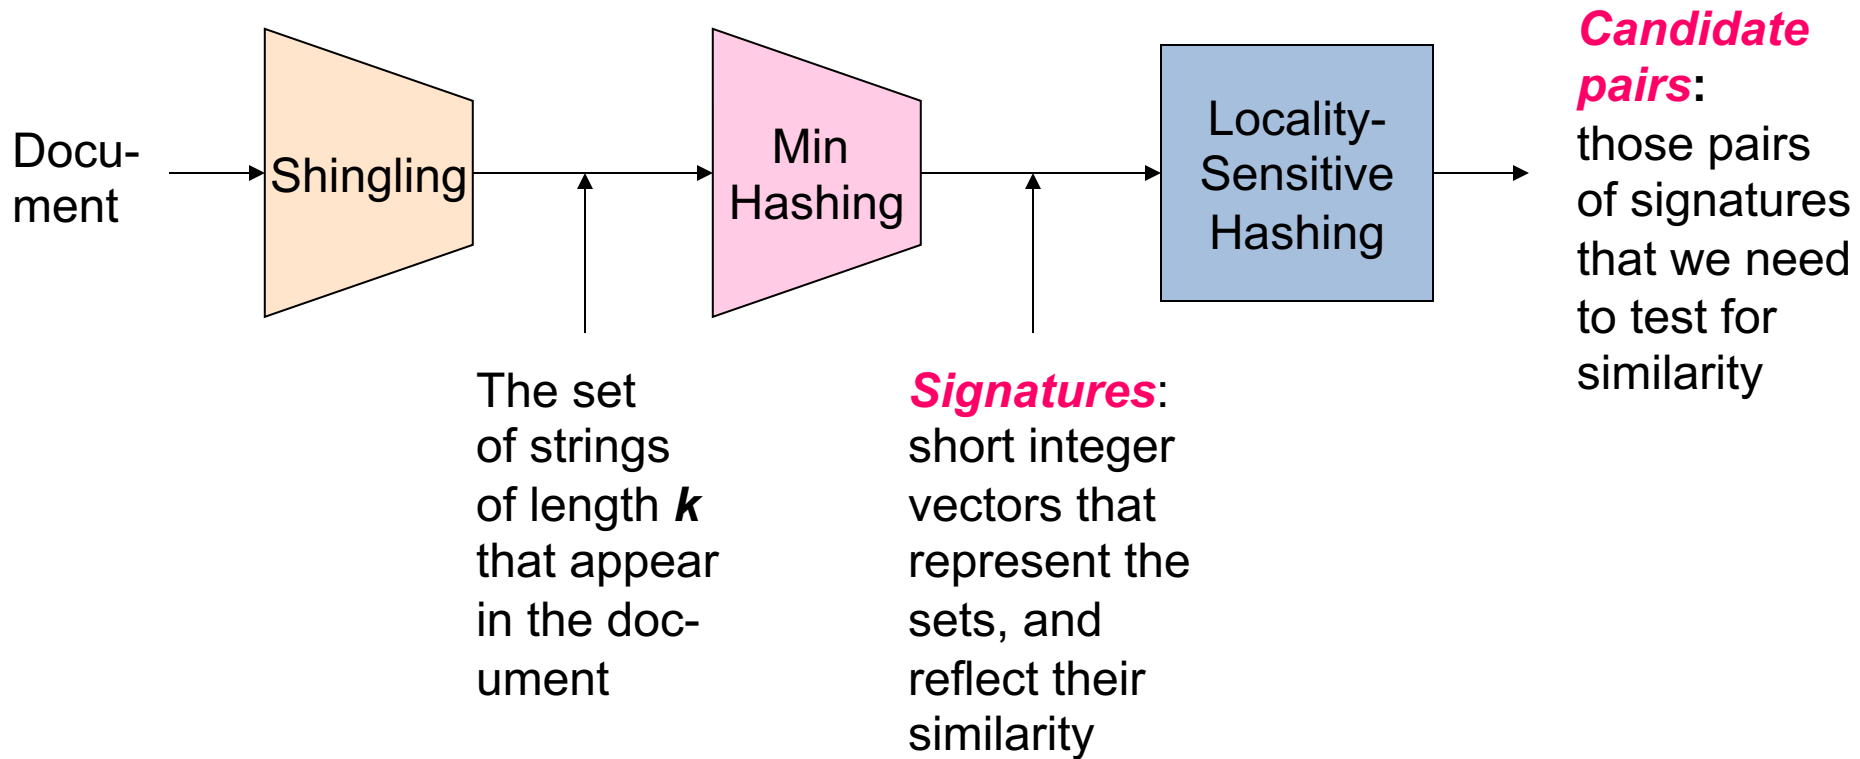 Docu-
ment
Shingling
The set
of strings
of length k
that appear
in the doc-
ument
Min
Hashing
Signatures:
short integer
vectors that
represent the
sets, and
reflect their
similarity
Locality-
Sensitive
Hashing
Candidate
pairs:
those pairs
of signatures
that we need
to test for
similarity